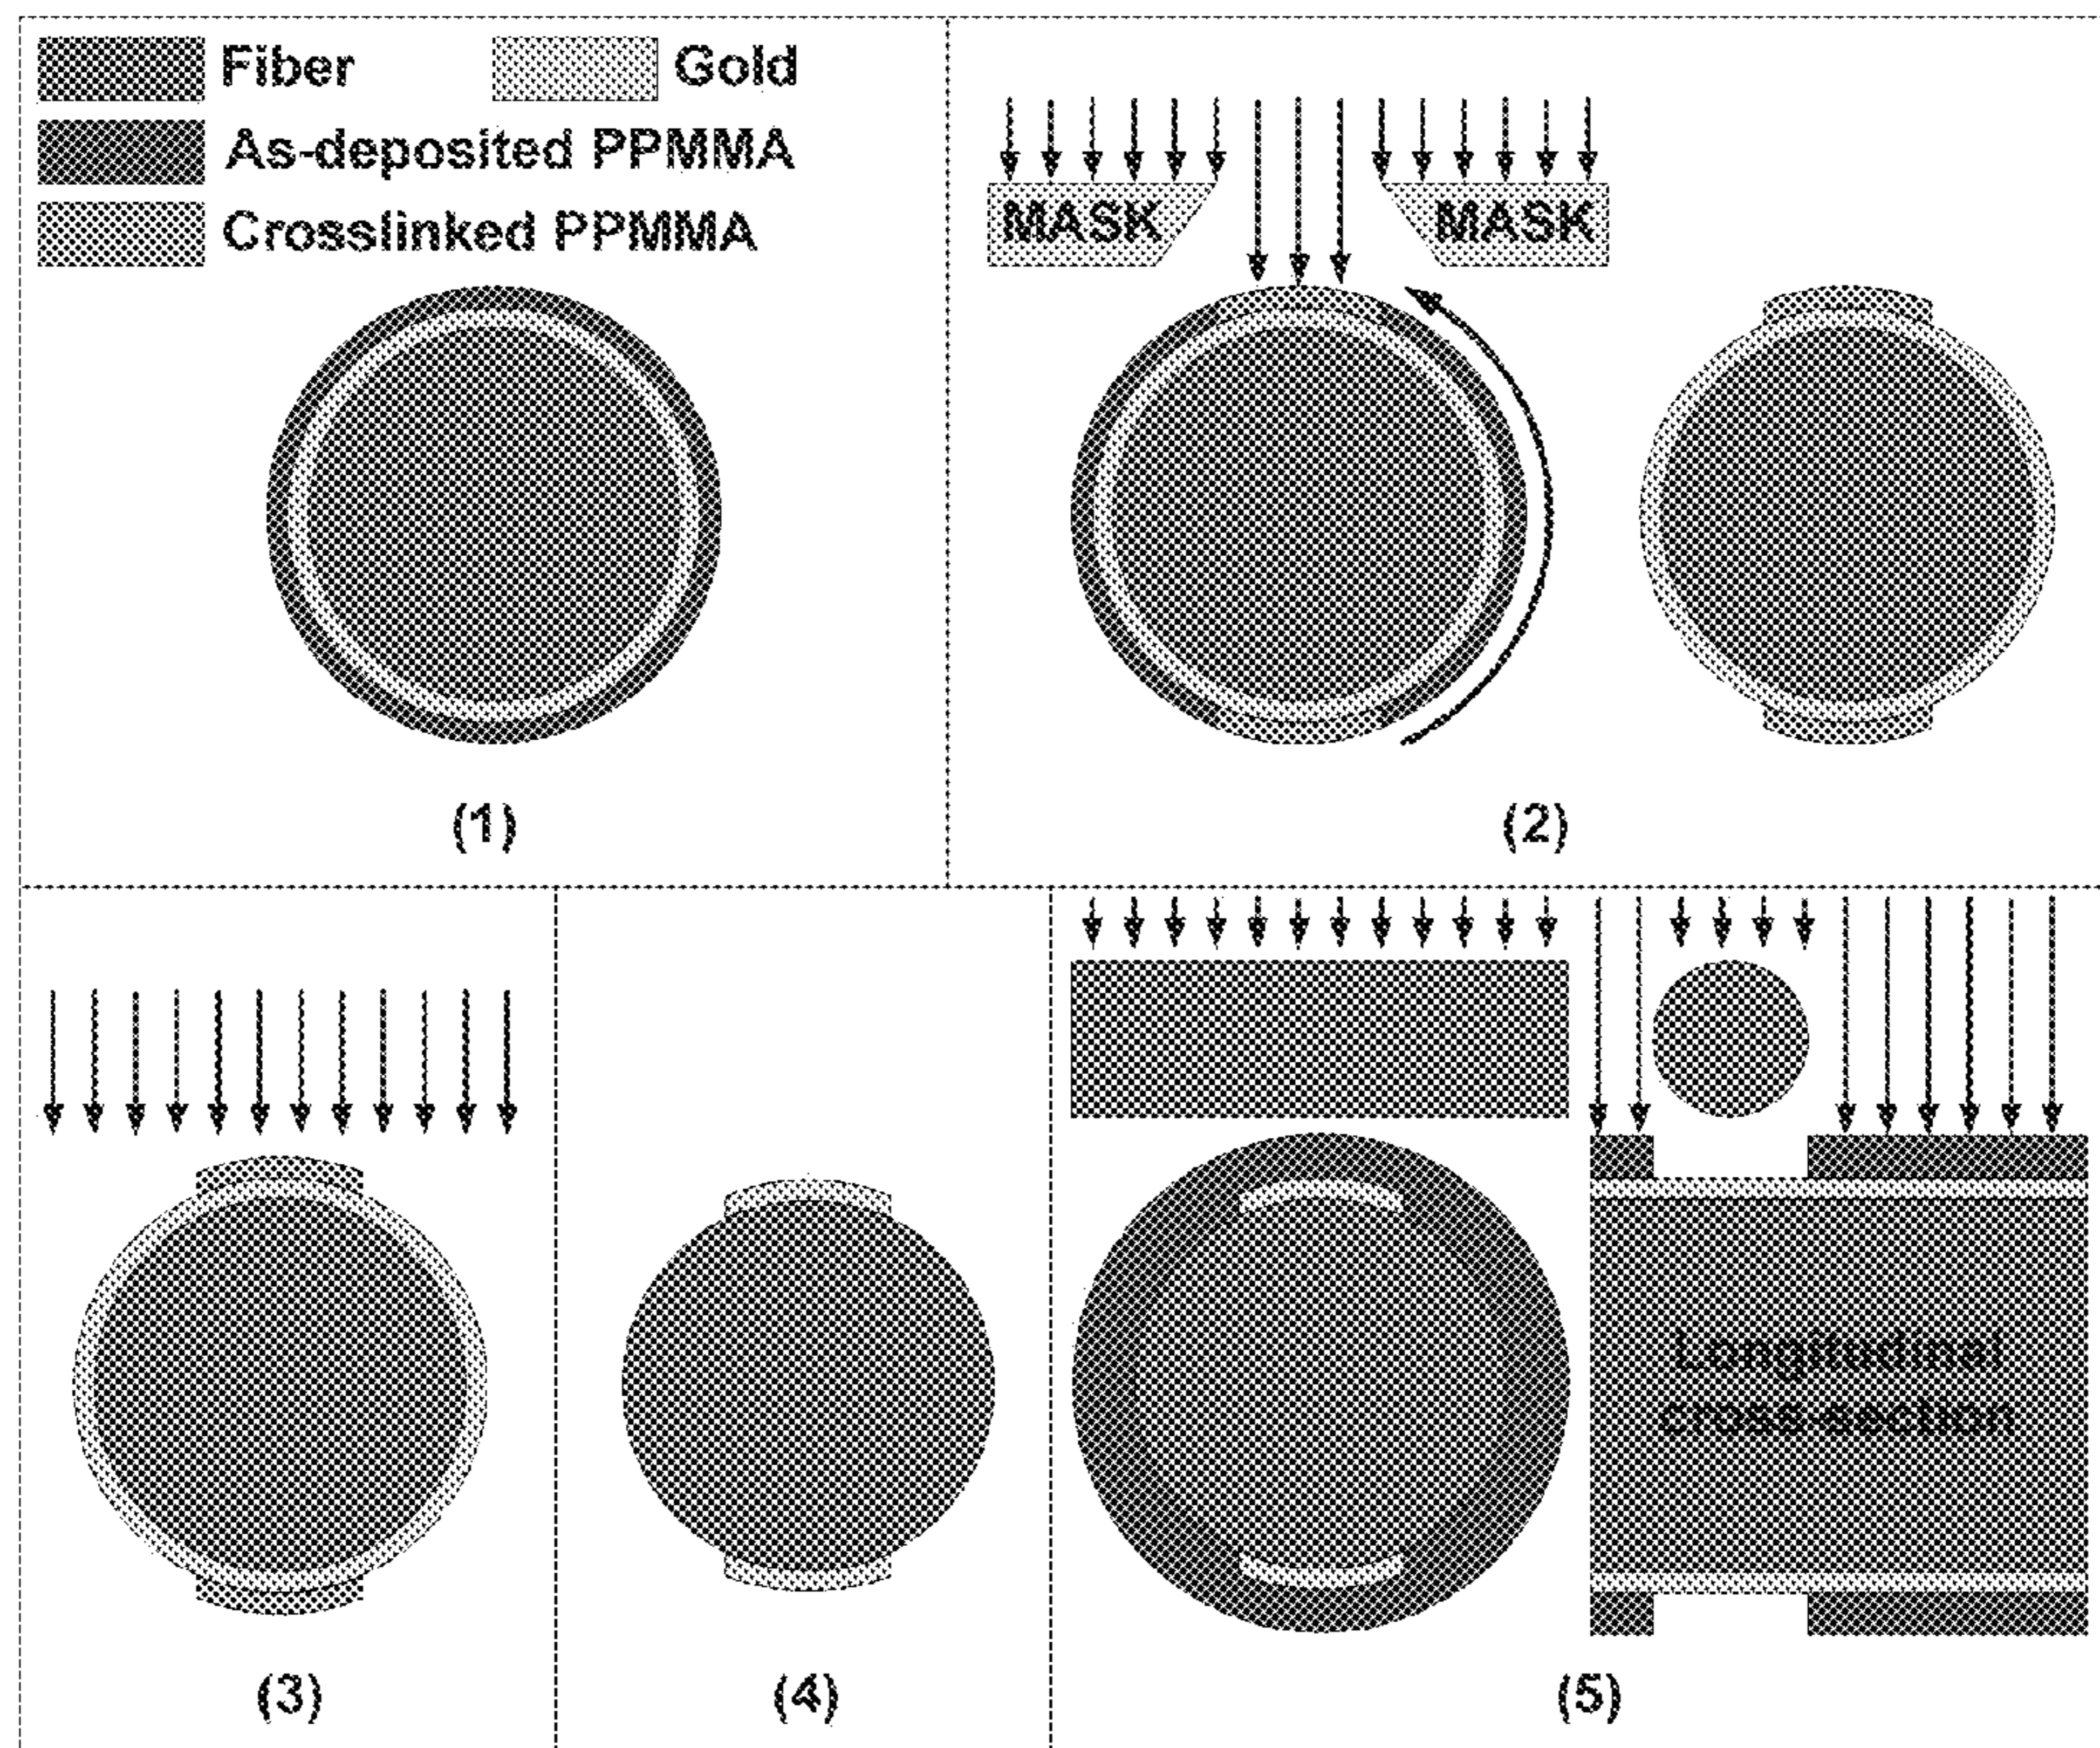 Fiber
Gold
As-deposited PPMMA
Crosslinked PPMMA
MASK
MASK
(1)
(2)
Longitudinal
cross-section
(3)
(4)
(5)